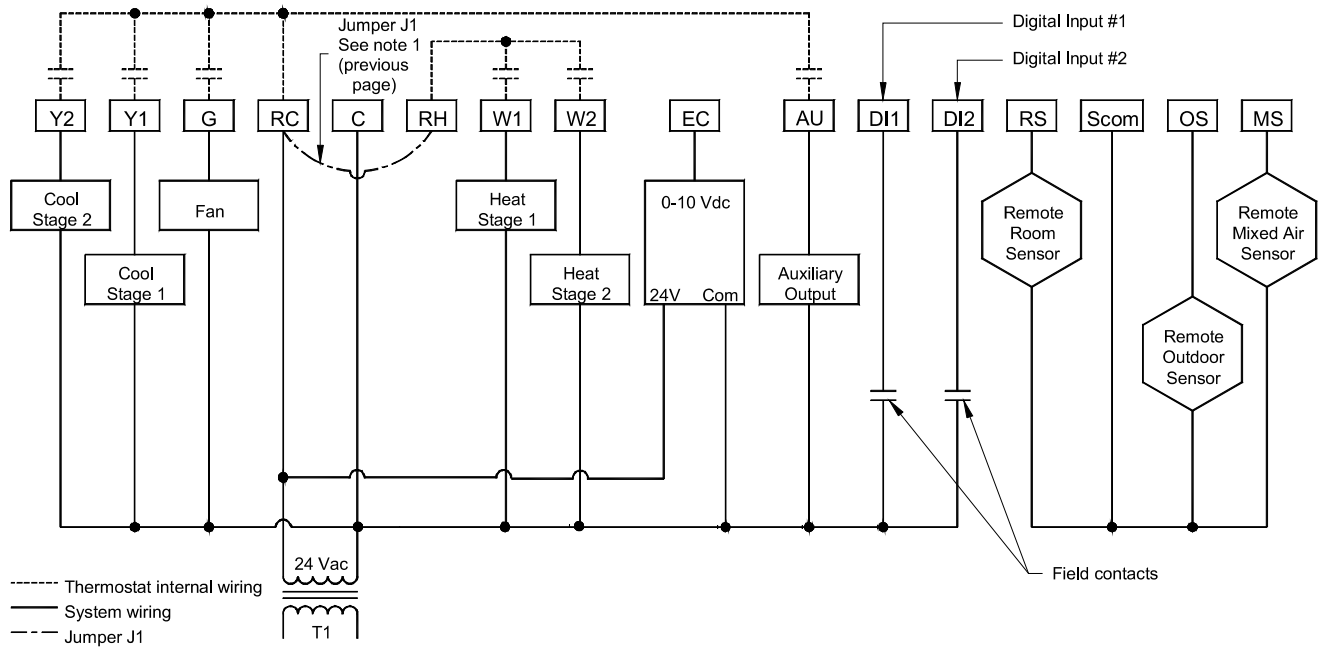 Jumper J1
See note 1
(previous
page)
Digital Input #1
Digital Input #2
Y2
Y1
G
RC
C
RH
W1
W2
EC
AU
DI1
DI2
RS
Scom
OS
MS
Cool
Stage 2
Fan
Heat
Stage 1
0-10 Vdc
Remote
Room
Sensor
Remote
Mixed Air
Sensor
Cool
Stage 1
Heat
Stage 2
24V
Com
Auxiliary
Output
Remote
Outdoor
Sensor
24 Vac
T1
Field contacts
Thermostat internal wiring
System wiring
Jumper J1